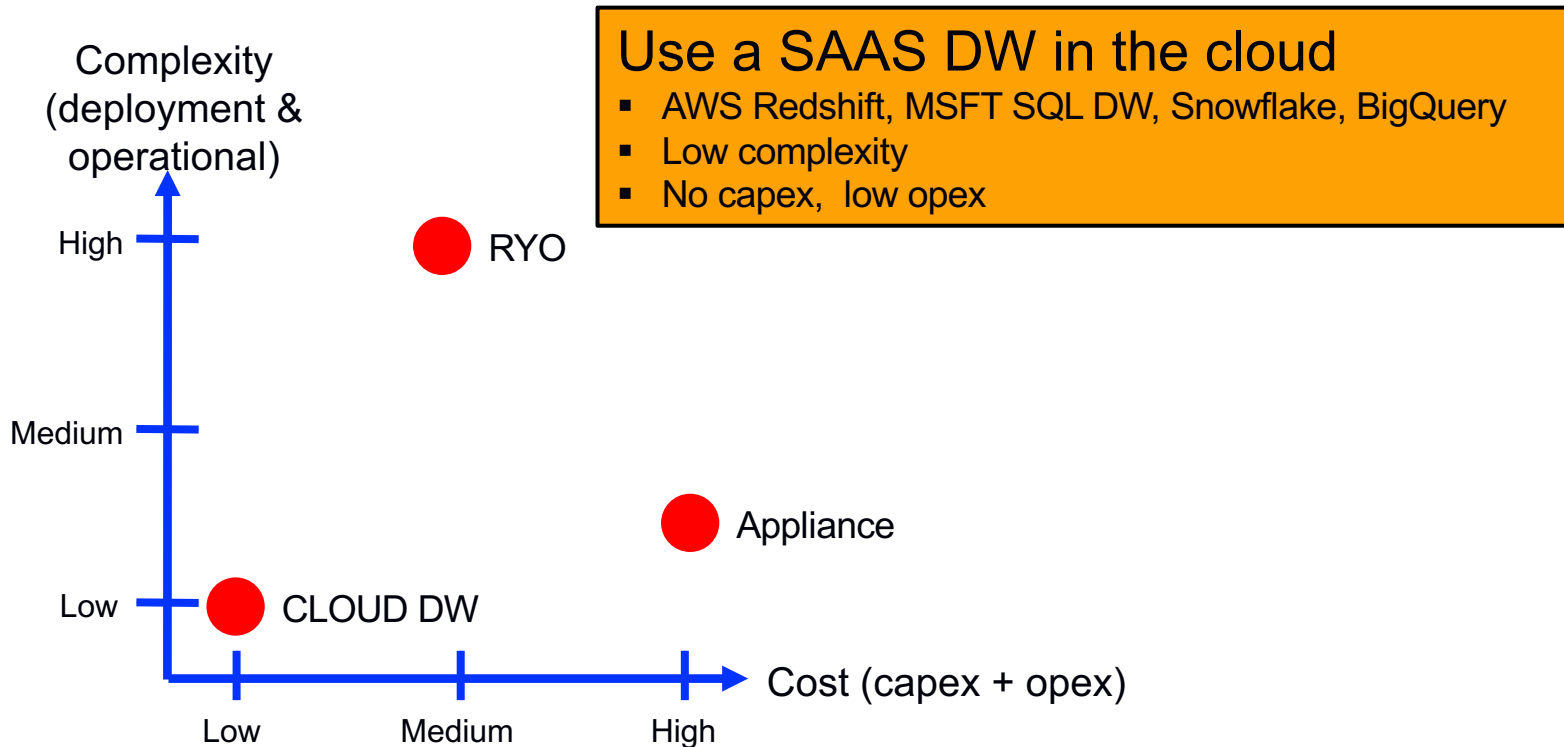 Complexity
(deployment &
operational)
Use a SAAS DW in the cloud
▪ AWS Redshift, MSFT SQL DW, Snowflake, BigQuery
▪ Low complexity
▪ No capex, low opex
High
RYO
Medium
Appliance
Low
CLOUD DW
Cost (capex + opex)
Low
Medium
High